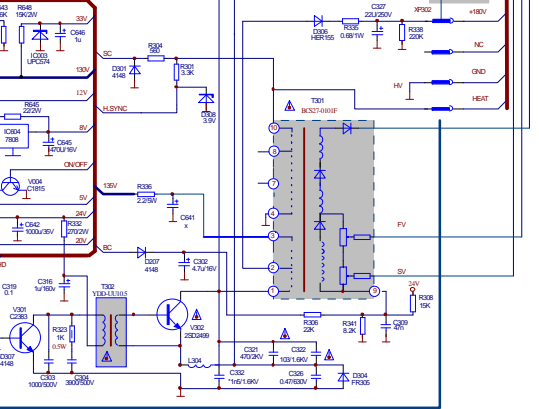 643
5K
R648
15K/2W
33V
IC003
UPC574
C646
1u
130V
12V
R645
22/2W
IC604
7808
8V
C645
470U/16V
ON/OFF
V004
C1815
5V
24V
C642
1000u/35V
R332
270/2W
20V
HD
C319
0.1
C316
1u/160v
T302
YDD-1UU10.5
V301
C2383
R323
1K
0.5W
D307
4148
C303
1000/500V
C304
3900/500V
SC
R304
560
D301
4148
R301
3.3K
H.SYNC
D308
3.9V
135V
R336
2.2/5W
C641
x
BC
D207
4148
C302
4.7u/16V
V302
2SD2499
L304
C332
*1n5/1.6KV
C321
470/2KV
C322
103/1.6KV
C326
0.47/630V
D304
FR305
R306
22K
R341
8.2K
C309
47n
R308
15K
24V
T301
BCS27-0101F
10
8
7
4
3
2
1
9
FV
SV
D306
HER155
R335
0.68/1W
C327
22U/250V
R338
220K
XP302
+180V
NC
GND
HV
HEAT